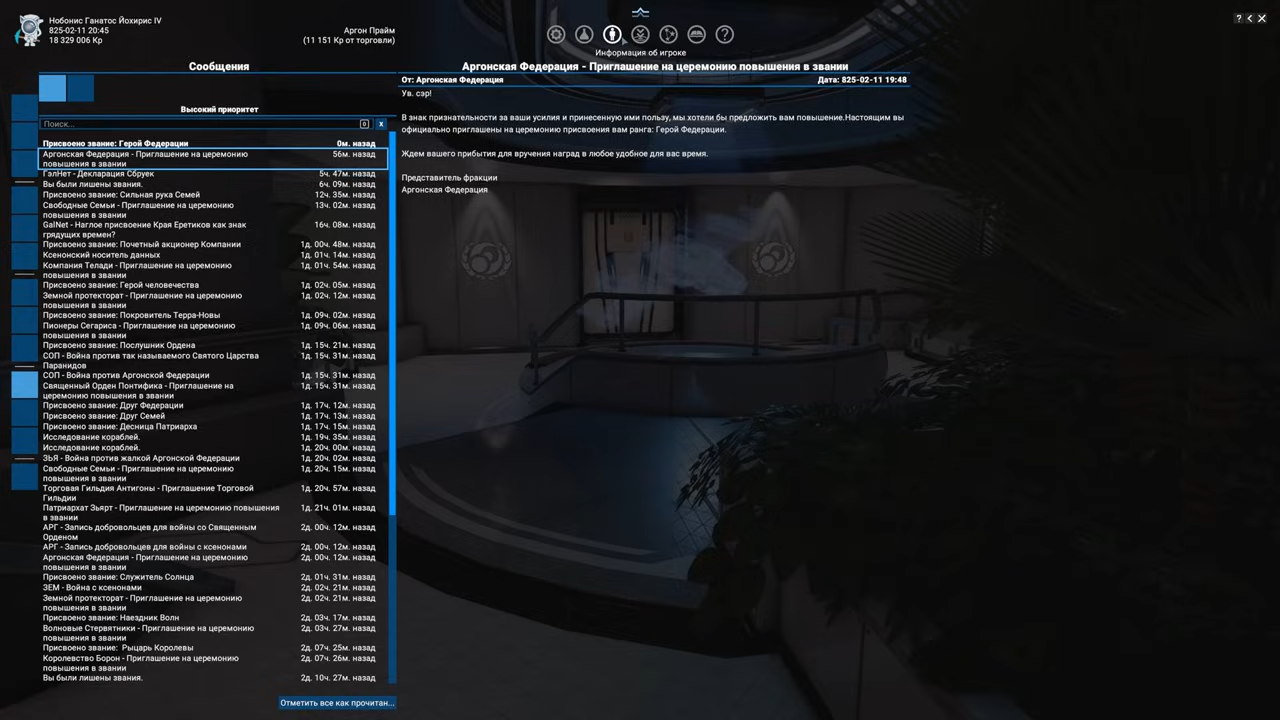 Нобонис Ганатос Йохирис IV
825-02-11 20:45
18 329 006 Кр
Аргон Прайм
(11 151 Кр от торговли)
?
Информация об игроке
Сообщения
Высокий приоритет
Поиск...
x
Присвоено звание: Герой Федерации 0м. назад
Аргонская Федерация - Приглашение на церемонию 56м. назад
повышения в звании
ГэлНет - Декларация Сбруек 5ч. 47м. назад
Вы были лишены звания. 6ч. 09м. назад
Присвоено звание: Сильная рука Семей 12ч. 35м. назад
Свободные Семьи - Приглашение на церемонию 13ч. 02м. назад
повышения в звании
GalNet - Наглое присвоение Края Еретиков как знак 16ч. 08м. назад
грядущих времен?
Присвоено звание: Почетный акционер Компании 1д. 00ч. 48м. назад
Ксенонский носитель данных 1д. 01ч. 14м. назад
Компания Телади - Приглашение на церемонию 1д. 01ч. 54м. назад
повышения в звании
Присвоено звание: Герой человечества 1д. 02ч. 05м. назад
Земной протекторат - Приглашение на церемонию 1д. 02ч. 12м. назад
повышения в звании
Присвоено звание: Покровитель Терра-Новы 1д. 09ч. 02м. назад
Пионеры Сегариса - Приглашение на церемонию 1д. 09ч. 06м. назад
повышения в звании
Присвоено звание: Послушник Ордена 1д. 15ч. 21м. назад
СОП - Война против так называемого Святого Царства 1д. 15ч. 31м. назад
Паранидов
СОП - Война против Аргонской Федерации 1д. 15ч. 31м. назад
Священный Орден Понтифика - Приглашение на 1д. 15ч. 31м. назад
церемонию повышения в звании
Присвоено звание: Друг Федерации 1д. 17ч. 12м. назад
Присвоено звание: Друг Семей 1д. 17ч. 13м. назад
Присвоено звание: Десница Патриарха 1д. 17ч. 15м. назад
Исследование кораблей. 1д. 19ч. 35м. назад
Исследование кораблей. 1д. 20ч. 00м. назад
ЗЬЯ - Война против жалкой Аргонской Федерации 1д. 20ч. 02м. назад
Свободные Семьи - Приглашение на церемонию 1д. 20ч. 15м. назад
повышения в звании
Торговая Гильдия Антигоны - Приглашение Торговой 1д. 20ч. 57м. назад
Гильдии
Патриархат Зьярт - Приглашение на церемонию повышения 1д. 21ч. 01м. назад
в звании
АРГ - Запись добровольцев для войны со Священным 2д. 00ч. 12м. назад
Орденом
АРГ - Запись добровольцев для войны с ксенонами 2д. 00ч. 12м. назад
Аргонская Федерация - Приглашение на церемонию 2д. 00ч. 12м. назад
повышения в звании
Присвоено звание: Служитель Солнца 2д. 01ч. 31м. назад
ЗЕМ - Война с ксенонами 2д. 02ч. 21м. назад
Земной протекторат - Приглашение на церемонию 2д. 02ч. 21м. назад
повышения в звании
Присвоено звание: Наездник Волн 2д. 03ч. 17м. назад
Волновые Стервятники - Приглашение на церемонию 2д. 03ч. 27м. назад
повышения в звании
Присвоено звание: Рыцарь Королевы 2д. 07ч. 25м. назад
Королевство Борон - Приглашение на церемонию 2д. 07ч. 26м. назад
повышения в звании
Вы были лишены звания. 2д. 10ч. 27м. назад
Отметить все как прочитан...
Аргонская Федерация - Приглашение на церемонию повышения в звании
От: Аргонская Федерация Дата: 825-02-11 19:48
Ув. сэр!
В знак признательности за ваши усилия и принесенную ими пользу, мы хотели бы предложить вам повышение.Настоящим вы
официально приглашены на церемонию присвоения вам ранга: Герой Федерации.
Ждем вашего прибытия для вручения наград в любое удобное для вас время.
Представитель фракции
Аргонская Федерация